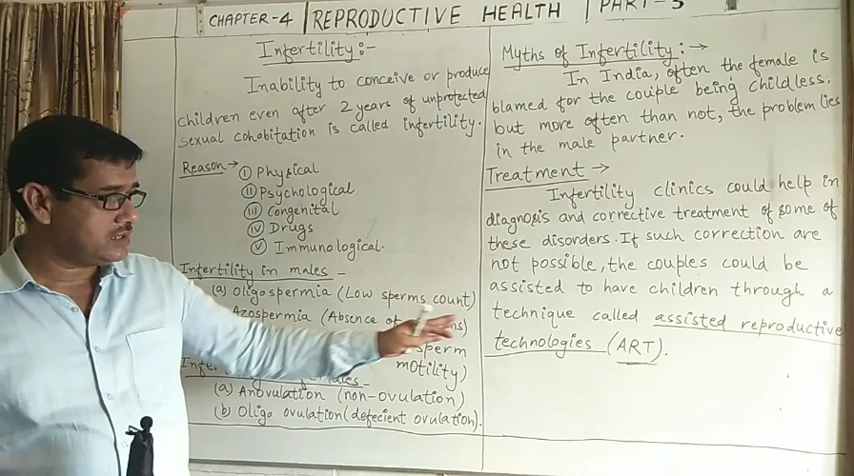 CHAPTER-4 | REPRODUCTIVE HEALTH | PART-5
Infertility:-
Inability to conceive or produce
children even after 2 years of unprotected
sexual cohabitation is called infertility.
Reason→ (I) Physical
(II) Psychological
(III) Congenital
(IV) Drugs
(V) Immunological.
Infertility in males -
(a) Oligospermia (Low sperms count)
Azospermia (Absence of
sperm
motility)
females -
(a) Anovulation (non-ovulation)
(b) Oligo ovulation (defecient ovulation).
Myths of Infertility:→
In India, often the female is
blamed for the couple being childless,
but more often than not, the problem lies
in the male partner.
Treatment→
Infertility clinics could help in
diagnosis and corrective treatment of some of
these disorders. If such correction are
not possible, the couples could be
assisted to have children through a
technique called assisted reproductive
technologies (ART).